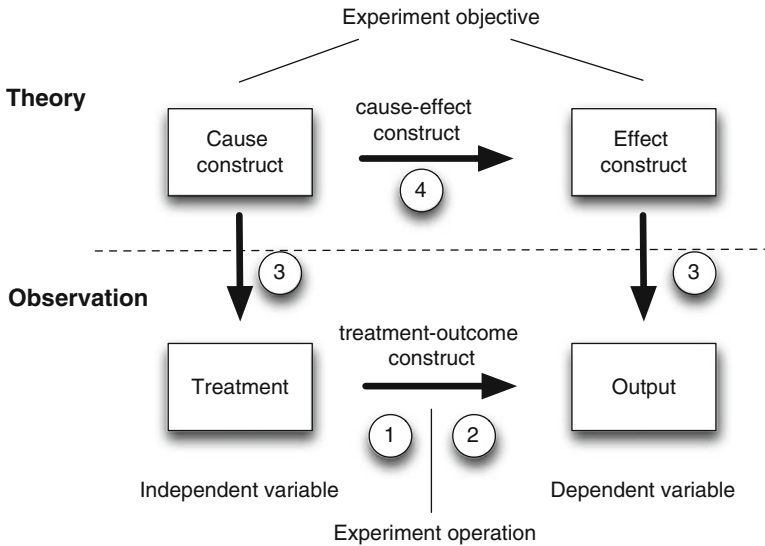 Experiment objective
Theory
Cause
construct
cause-effect
construct
Effect
construct
4
3
3
Observation
Treatment
treatment-outcome
construct
Output
1
2
Independent variable
Dependent variable
Experiment operation